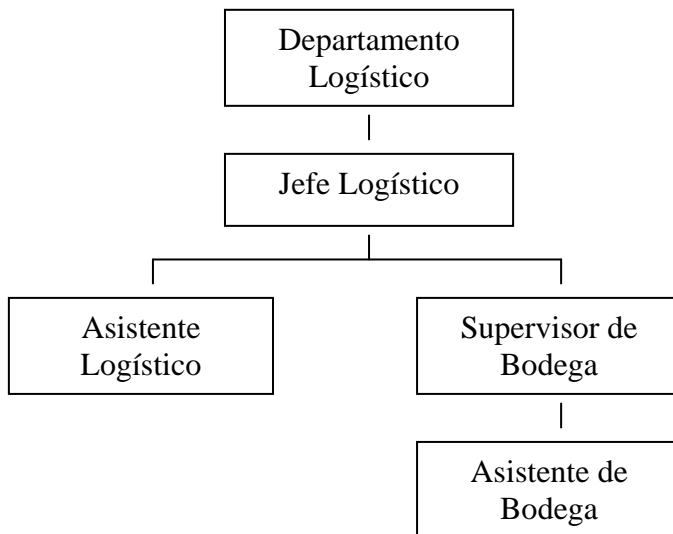 Departamento
Logístico
Jefe Logístico
Asistente
Logístico
Supervisor de
Bodega
Asistente de
Bodega